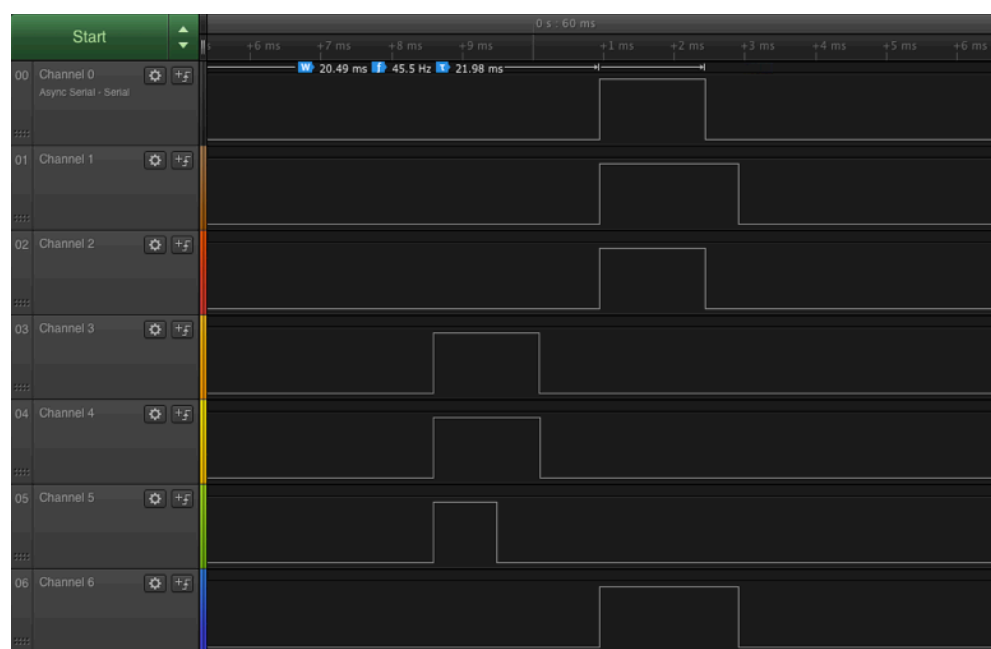 0 s : 60 ms
Start
+6 ms +7 ms +8 ms +9 ms +1 ms +2 ms +3 ms +4 ms +5 ms +6 ms
W 20.49 ms f 45.5 Hz T 21.98 ms
00 Channel 0
Async Serial - Serial
01 Channel 1
02 Channel 2
03 Channel 3
04 Channel 4
05 Channel 5
06 Channel 6